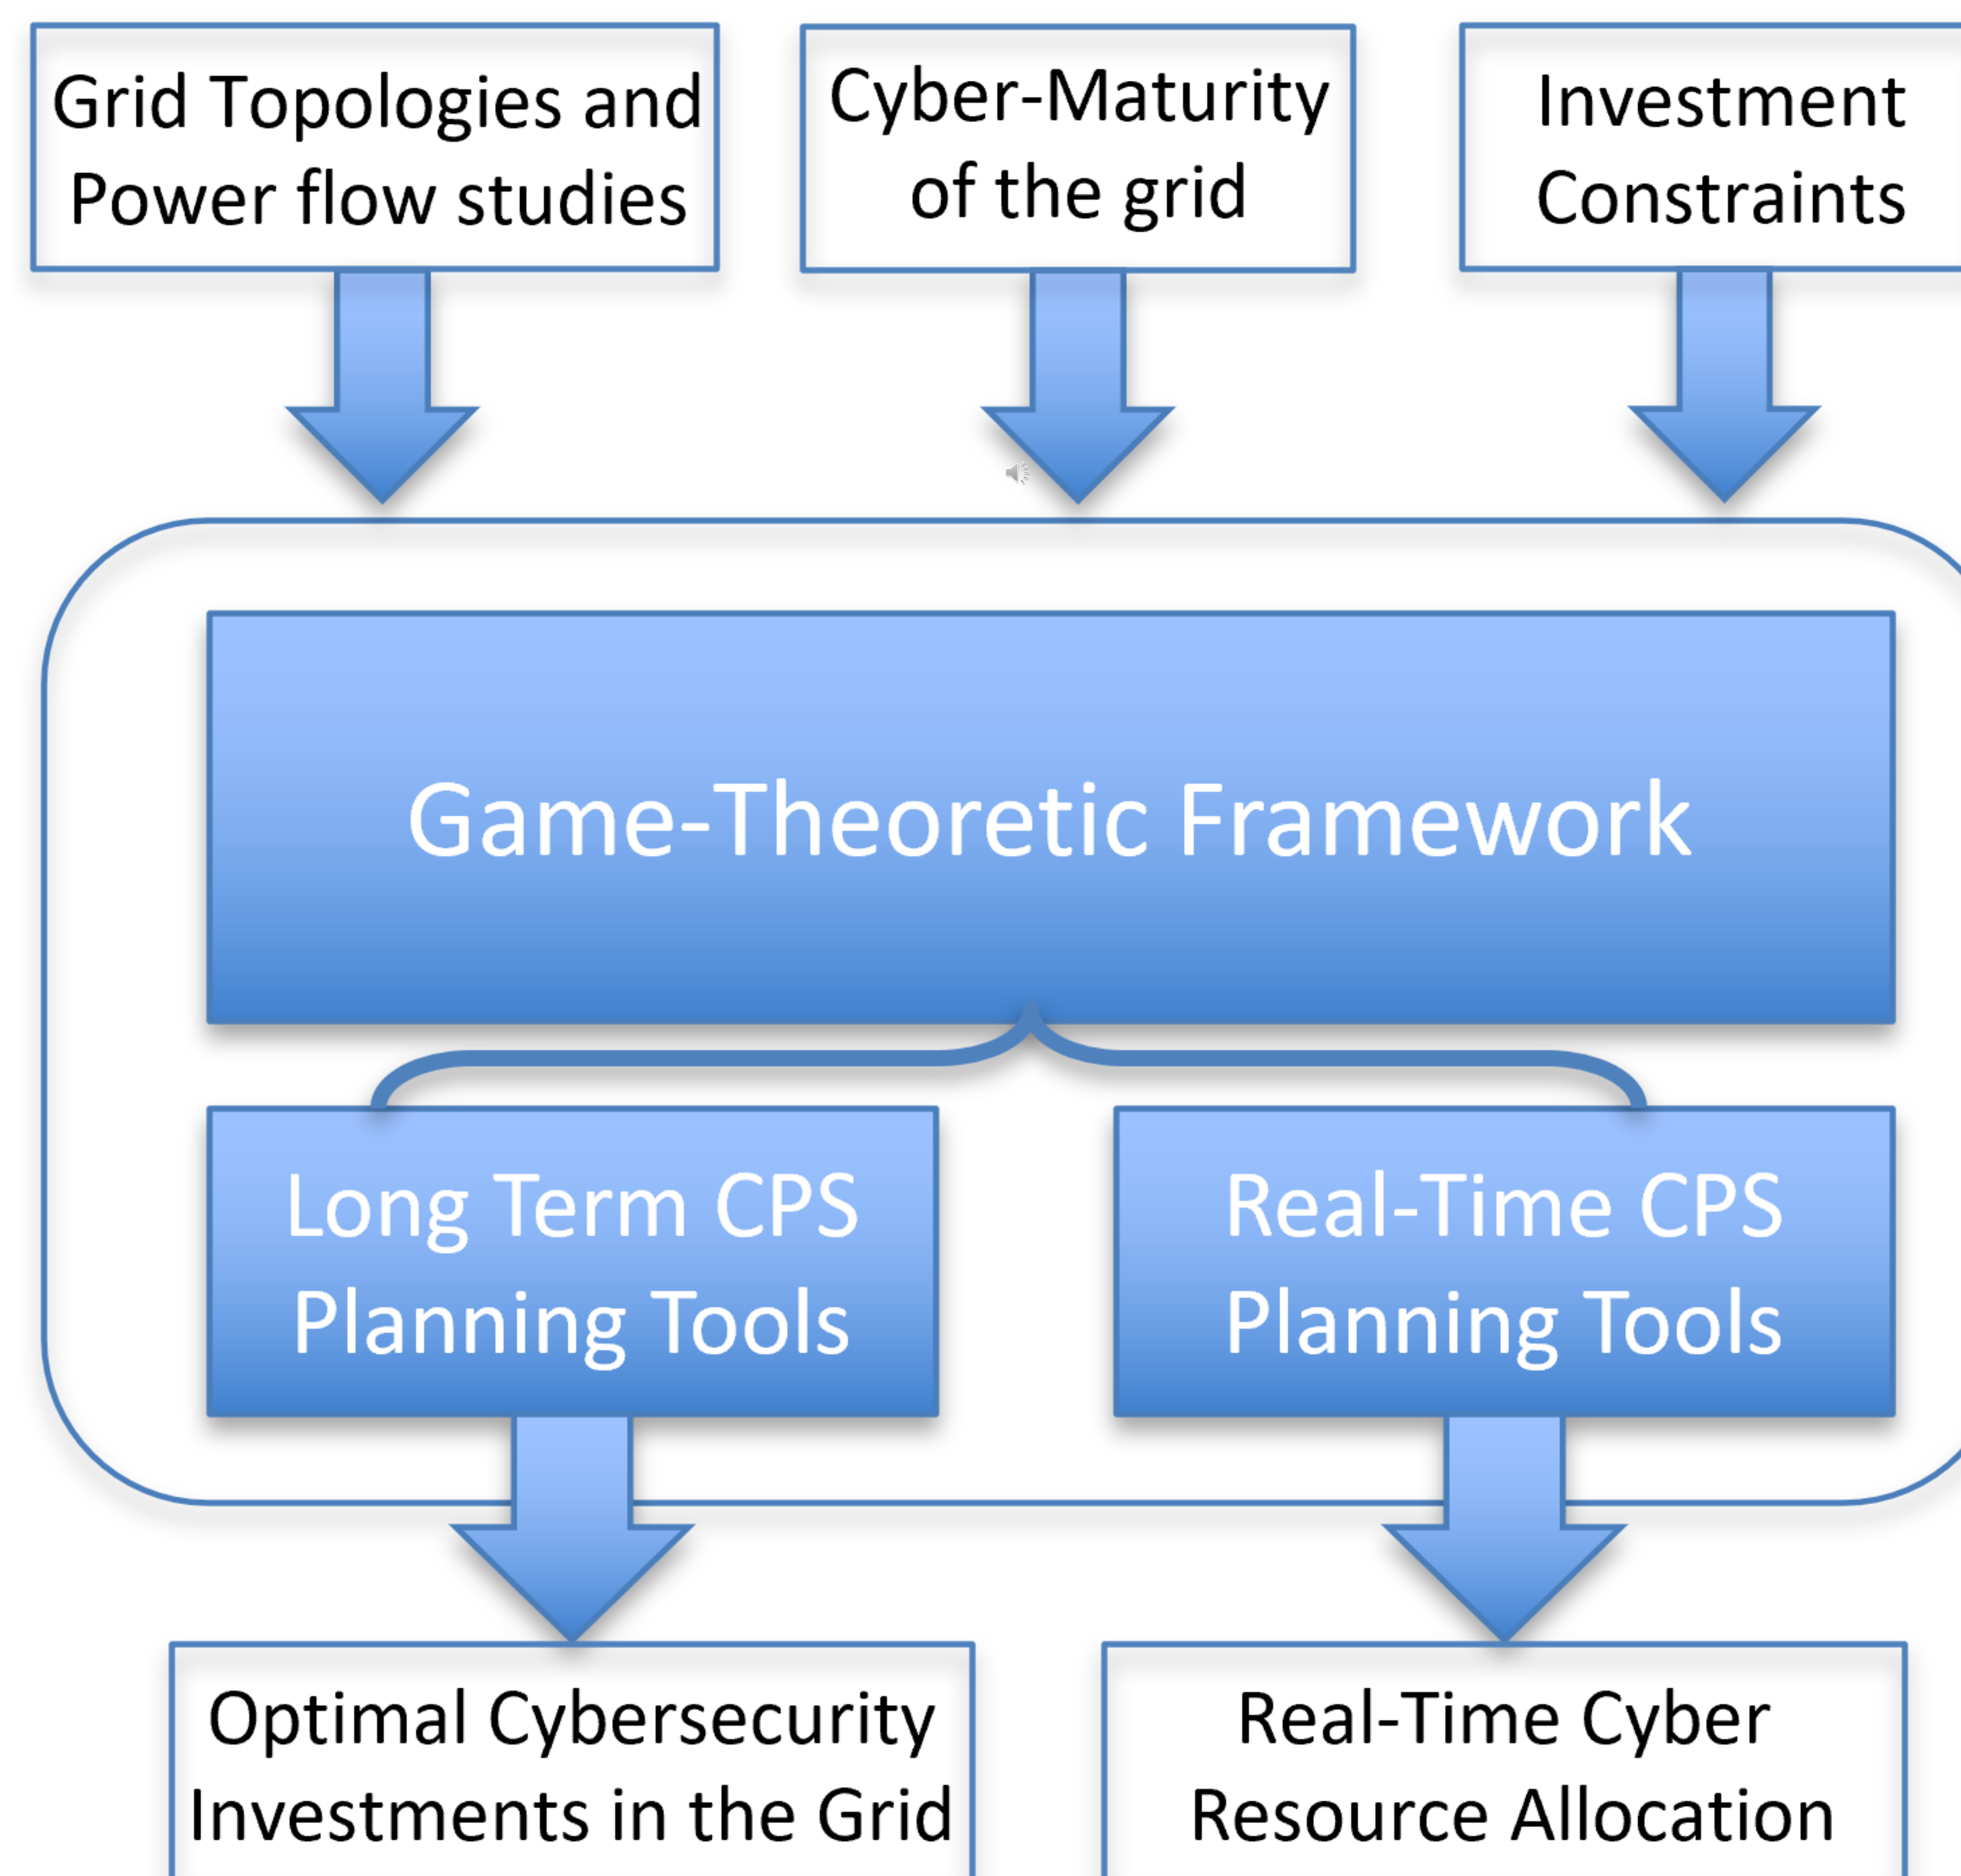 Grid Topologies and
Power flow studies
Cyber-Maturity
of the grid
Investment
Constraints
Game-Theoretic Framework
Long Term CPS
Planning Tools
Real-Time CPS
Planning Tools
Optimal Cybersecurity
Investments in the Grid
Real-Time Cyber
Resource Allocation